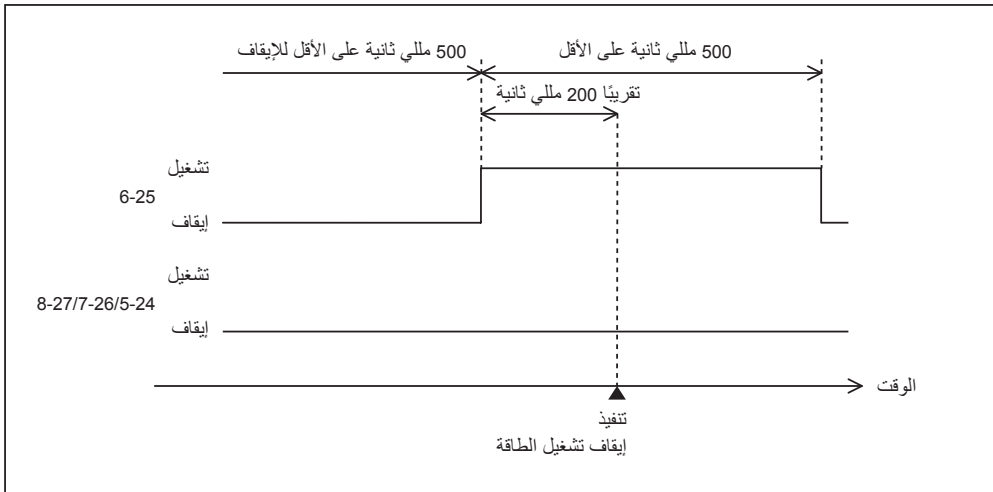 500 مللي ثانية على الأقل للإيقاف
500 مللي ثانية على الأقل
تقريبًا 200 مللي ثانية
تشغيل
6-25
إيقاف
تشغيل
8-27/7-26/5-24
إيقاف
الوقت
تنفيذ
إيقاف تشغيل الطاقة